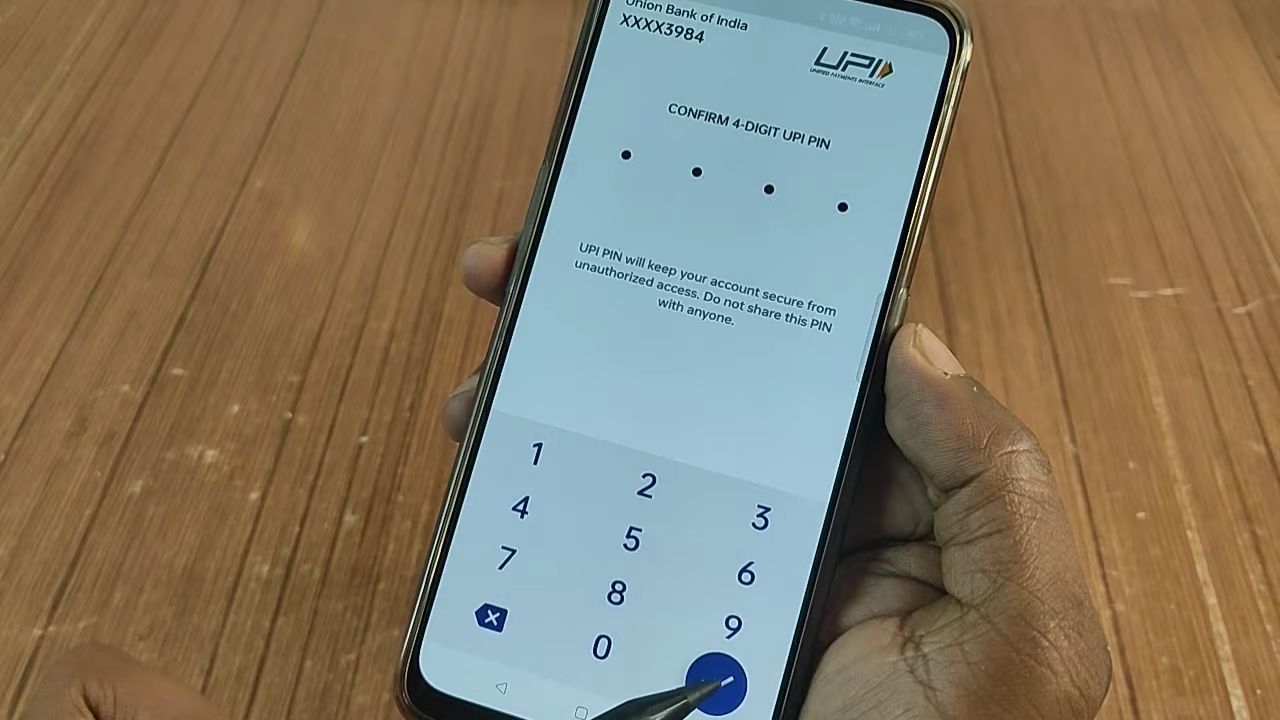 Union Bank of India
XXXX3984
UPI
UNIFIED PAYMENTS INTERFACE
CONFIRM 4-DIGIT UPI PIN
UPI PIN will keep your account secure from
unauthorized access. Do not share this PIN
with anyone.
1 2 3
4 5 6
7 8 9
0